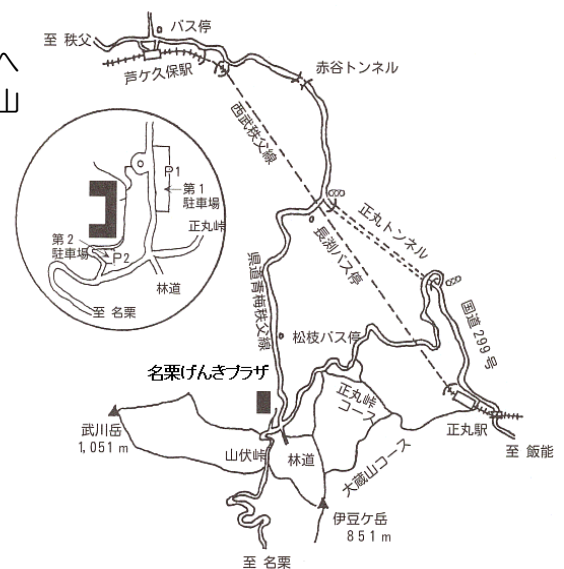 へ
山
バス停
至 秩父
芦ケ久保駅
赤谷トンネル
西武秩父線
P1
第1
駐車場
正丸峠
第2
駐車場
P2
林道
至 名栗
正丸トンネル
長渕バス停
県道青梅秩父線
国道299号
松枝バス停
名栗げんきプラザ
正丸峠
コース
武川岳
1,051m
山伏峠
林道
大蔵山コース
正丸駅
至 飯能
伊豆ケ岳
851m
至 名栗